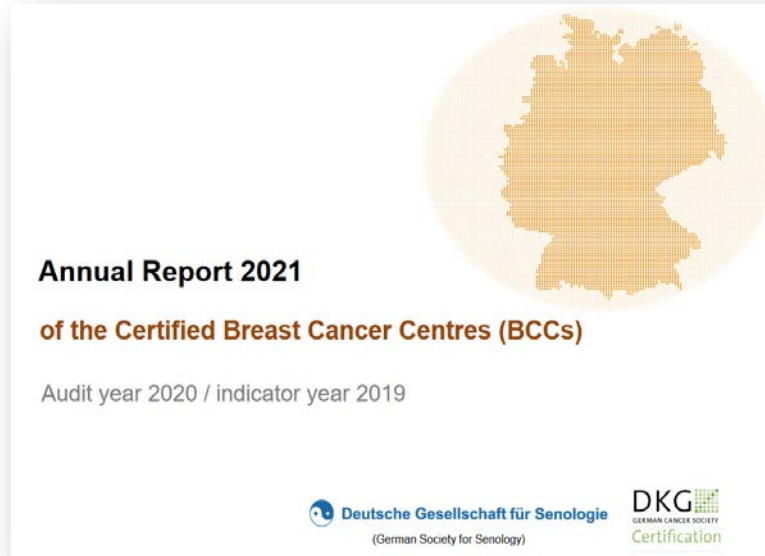 Annual Report 2021
of the Certified Breast Cancer Centres (BCCs)
Audit year 2020 / indicator year 2019
Deutsche Gesellschaft für Senologie
(German Society for Senology)
DKG
GERMAN CANCER SOCIETY
Certification